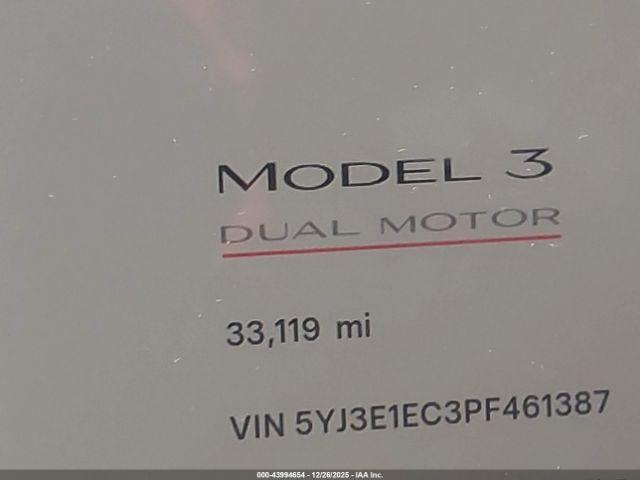 MODEL 3
DUAL MOTOR
33,119 mi
VIN 5YJ3E1EC3PF461387
000-43994654 - 12/26/2025 - IAA Inc.